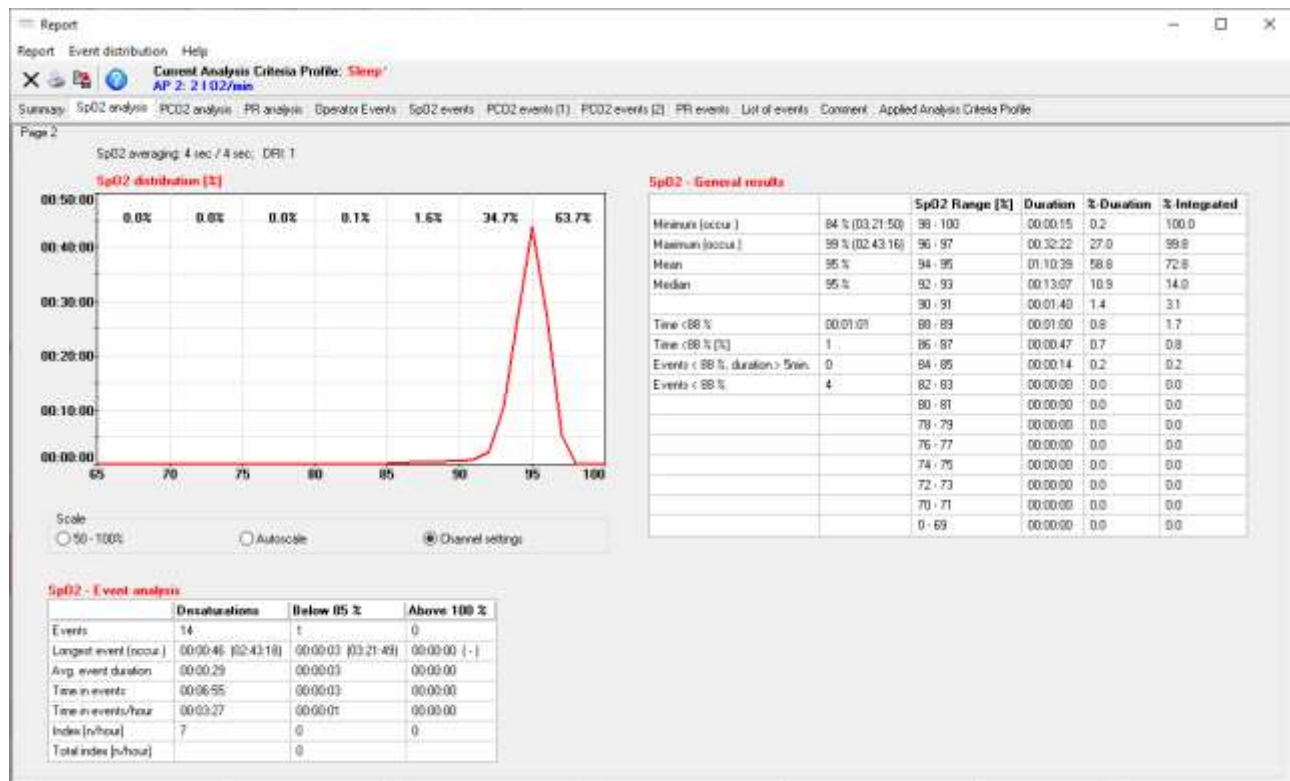 Report
Report Event distribution Help
Current Analysis Criteria Profile: Sleep*
AP 2: 2 l O2/min
Summary SpO2 analysis PCO2 analysis PR analysis Operator Events SpO2 events PCO2 events (1) PCO2 events (2) PR events List of events Comment Applied Analysis Criteria Profile
Page 2
SpO2 averaging: 4 sec / 4 sec; DRI: 1
SpO2 distribution [%]
00:50:00
0.0% 0.0% 0.0% 0.1% 1.6% 34.7% 63.7%
00:40:00
00:30:00
00:20:00
00:10:00
00:00:00
65 70 75 80 85 90 95 100
Scale
50 - 100% Autoscale Channel settings
SpO2 - General results
SpO2 Range [%] Duration %-Duration %-Integrated
Minimum (occur.) 84 % (03:21:50) 98 - 100 00:00:15 0.2 100.0
Maximum (occur.) 99 % (02:43:16) 96 - 97 00:32:22 27.0 99.8
Mean 95 % 94 - 95 01:10:39 58.8 72.8
Median 95 % 92 - 93 00:13:07 10.9 14.0
90 - 91 00:01:40 1.4 3.1
Time <88 % 00:01:01 88 - 89 00:01:00 0.8 1.7
Time <88 % [%] 1 86 - 87 00:00:47 0.7 0.8
Events < 88 %, duration > 5min. 0 84 - 85 00:00:14 0.2 0.2
Events < 88 % 4 82 - 83 00:00:00 0.0 0.0
80 - 81 00:00:00 0.0 0.0
78 - 79 00:00:00 0.0 0.0
76 - 77 00:00:00 0.0 0.0
74 - 75 00:00:00 0.0 0.0
72 - 73 00:00:00 0.0 0.0
70 - 71 00:00:00 0.0 0.0
0 - 69 00:00:00 0.0 0.0
SpO2 - Event analysis
Desaturations Below 85 % Above 100 %
Events 14 1 0
Longest event (occur.) 00:00:46 (02:43:18) 00:00:03 (03:21:49) 00:00:00 ( - )
Avg. event duration 00:00:29 00:00:03 00:00:00
Time in events 00:06:55 00:00:03 00:00:00
Time in events/hour 00:03:27 00:00:01 00:00:00
Index [n/hour] 7 0 0
Total index [n/hour] 0